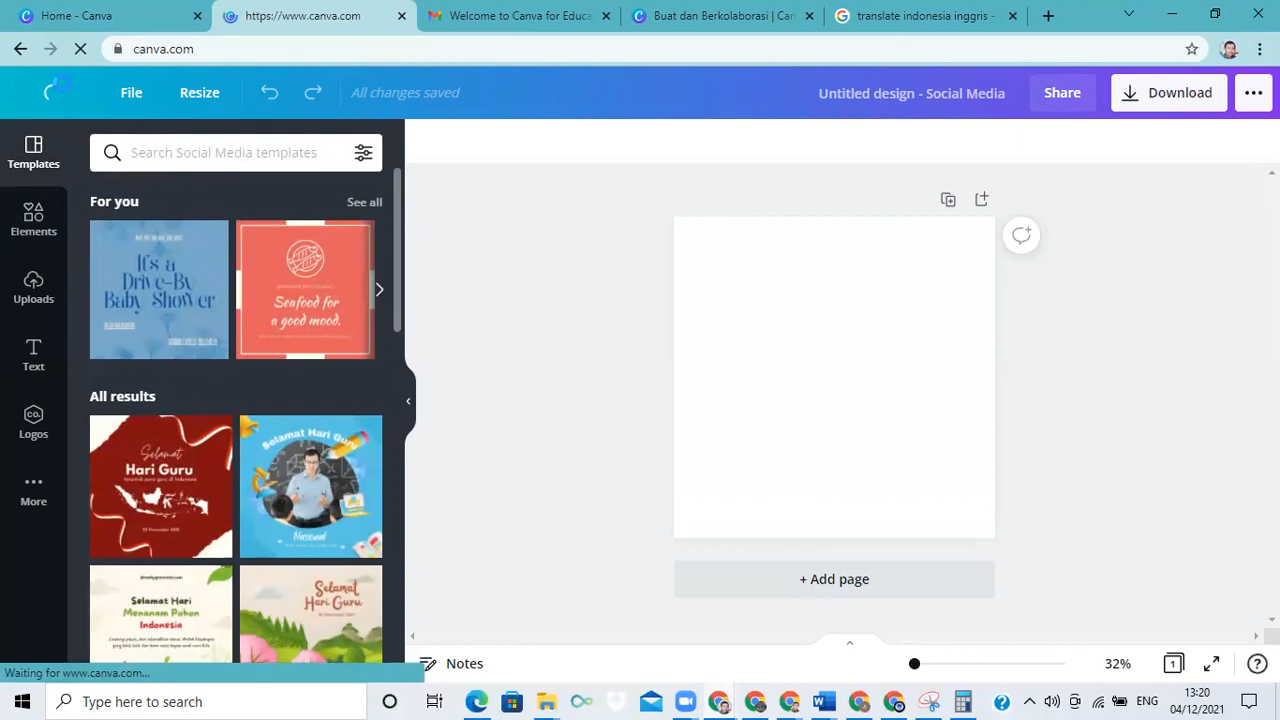 Home - Canva
https://www.canva.com
Welcome to Canva for Educa
Buat dan Berkolaborasi | Can
translate indonesia inggris -
canva.com
File
Resize
All changes saved
Untitled design - Social Media
Share
Download
Templates
Elements
Uploads
Text
co.
Logos
More
Search Social Media templates
For you
See all
It's a
Drive-By
Baby Shower
Seafood for
a good mood.
All results
Selamat
Hari Guru
Selamat Hari Guru
Nasional
Selamat Hari
Menanam Pohon
Indonesia
Selamat
Hari Guru
+ Add page
Waiting for www.canva.com...
Notes
32%
1
Type here to search
ENG
04/12/2021